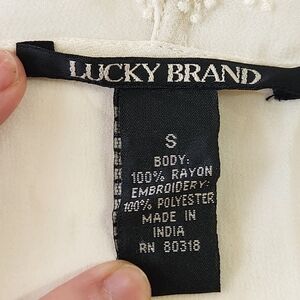 LUCKY BRAND
S
BODY:
100% RAYON
EMBROIDERY:
100% POLYESTER
MADE IN
INDIA
RN 80318